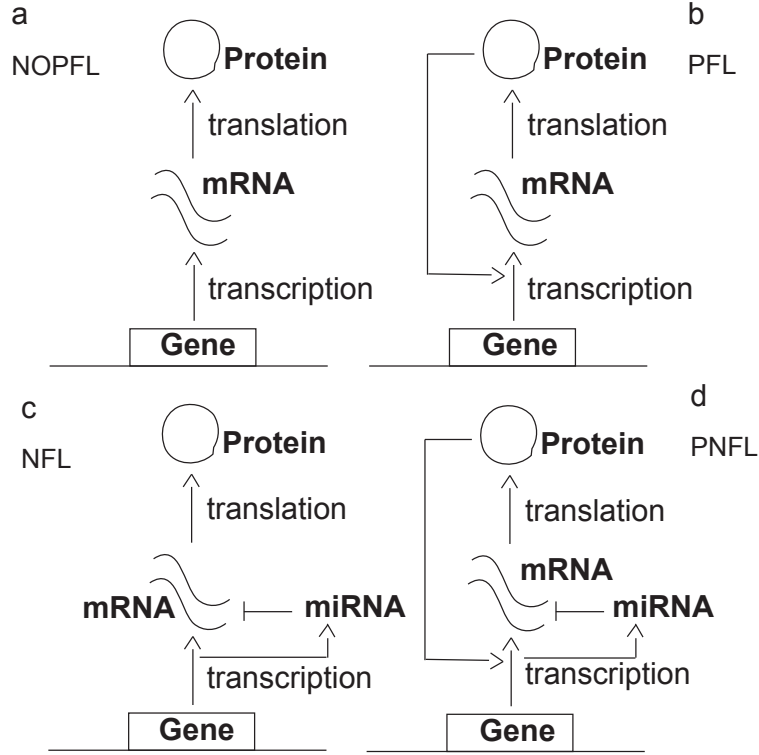 a
NOPFL
Protein
translation
mRNA
transcription
Gene
b
PFL
Protein
translation
mRNA
transcription
Gene
c
NFL
Protein
translation
mRNA
miRNA
transcription
Gene
d
PNFL
Protein
translation
mRNA
miRNA
transcription
Gene